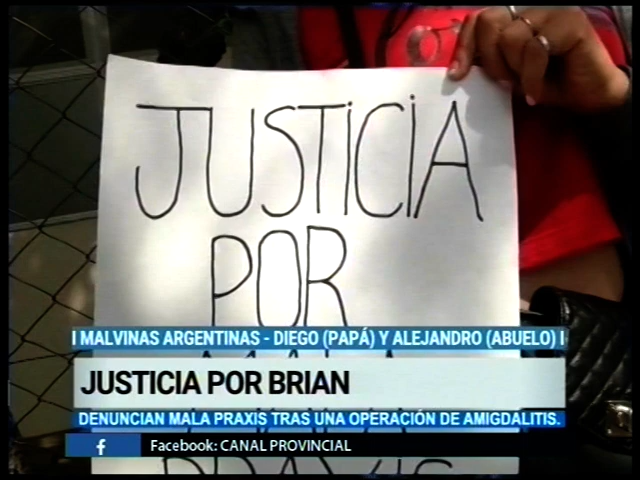 JUSTICIA
POR
I MALVINAS ARGENTINAS - DIEGO (PAPÁ) Y ALEJANDRO (ABUELO) I
JUSTICIA POR BRIAN
DENUNCIAN MALA PRAXIS TRAS UNA OPERACIÓN DE AMIGDALITIS.
f Facebook: CANAL PROVINCIAL
PRAXIS